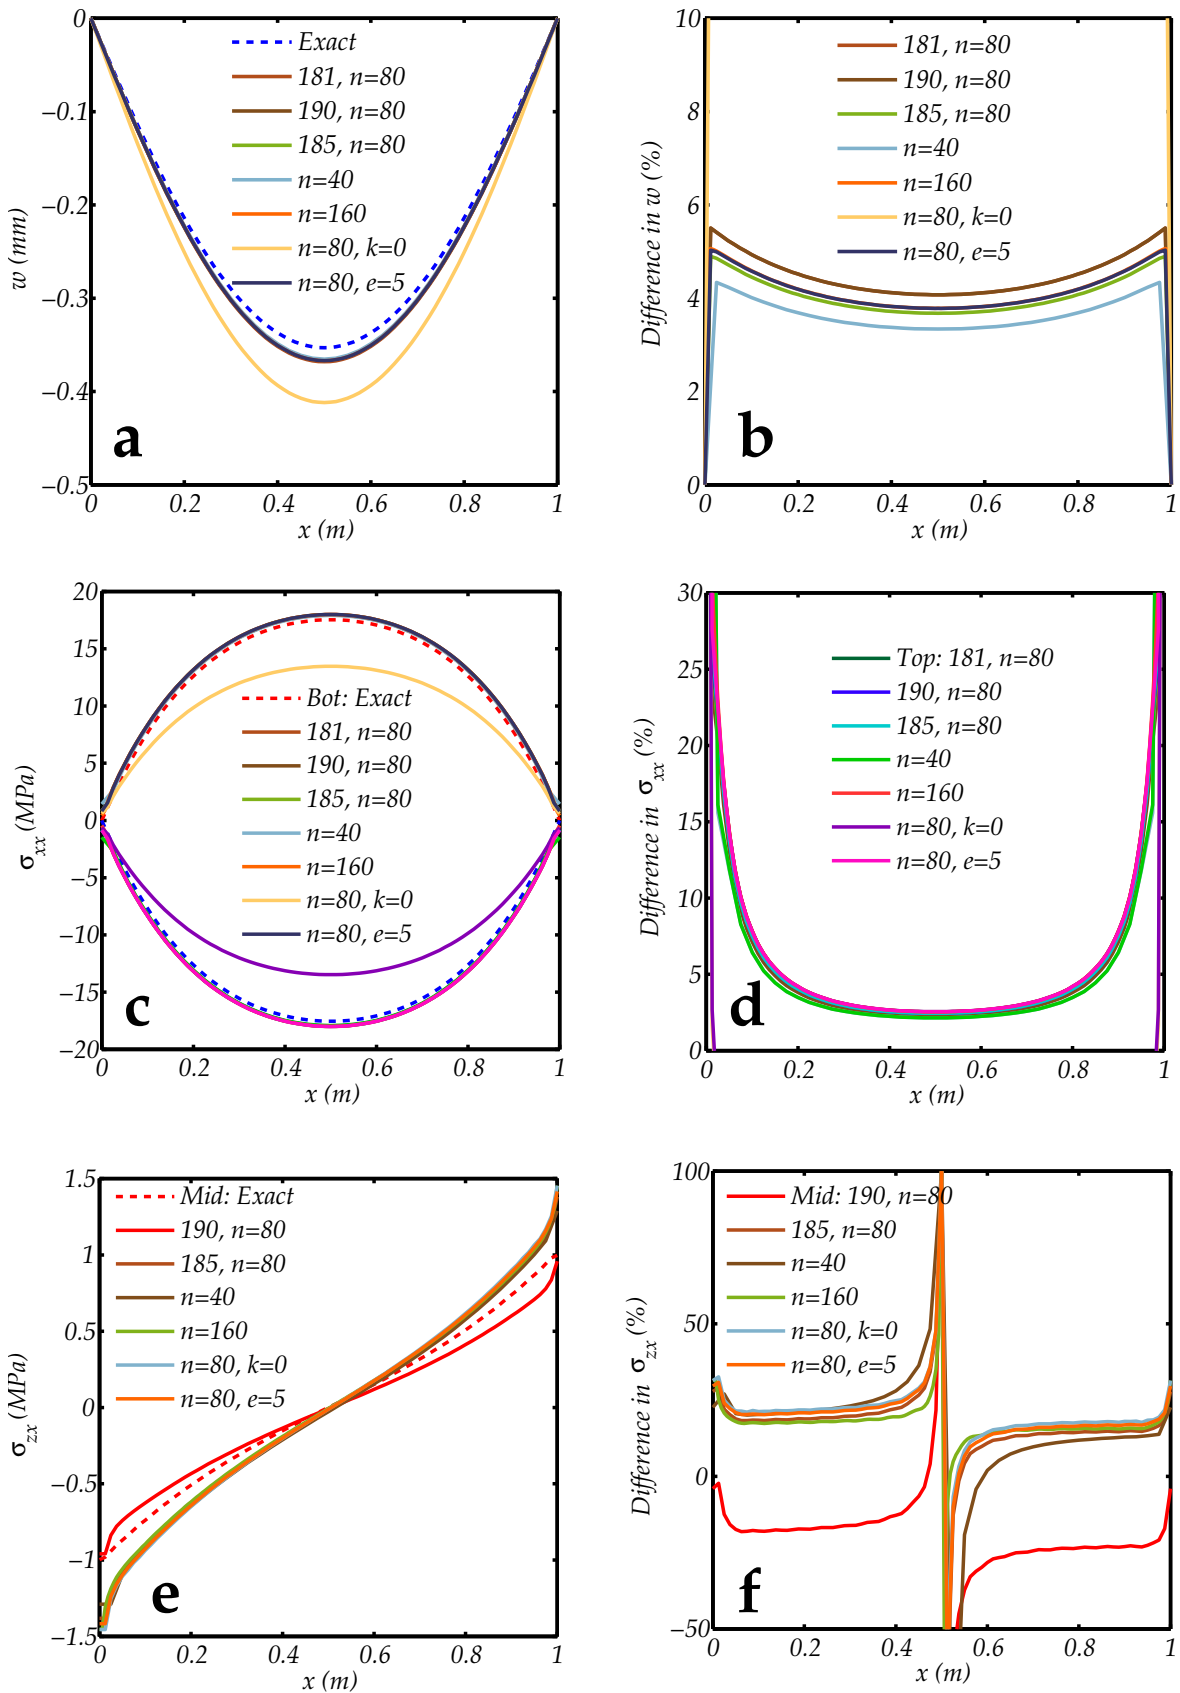 0
−0.1
−0.2
−0.3
−0.4
−0.5
w (mm)
Exact
181, n=80
190, n=80
185, n=80
n=40
n=160
n=80, k=0
n=80, e=5
a
0
0.2
0.4
0.6
0.8
1
x (m)
10
8
6
4
2
0
Difference in w (%)
181, n=80
190, n=80
185, n=80
n=40
n=160
n=80, k=0
n=80, e=5
b
0
0.2
0.4
0.6
0.8
1
x (m)
20
15
10
5
0
−5
−10
−15
−20
σxx (MPa)
Bot: Exact
181, n=80
190, n=80
185, n=80
n=40
n=160
n=80, k=0
n=80, e=5
c
0
0.2
0.4
0.6
0.8
1
x (m)
30
25
20
15
10
5
0
Difference in σxx (%)
Top: 181, n=80
190, n=80
185, n=80
n=40
n=160
n=80, k=0
n=80, e=5
d
0
0.2
0.4
0.6
0.8
1
x (m)
1.5
1
0.5
0
−0.5
−1
−1.5
σzx (MPa)
Mid: Exact
190, n=80
185, n=80
n=40
n=160
n=80, k=0
n=80, e=5
e
0
0.2
0.4
0.6
0.8
1
x (m)
100
50
0
−50
Difference in σzx (%)
Mid: 190, n=80
185, n=80
n=40
n=160
n=80, k=0
n=80, e=5
f
0
0.2
0.4
0.6
0.8
1
x (m)